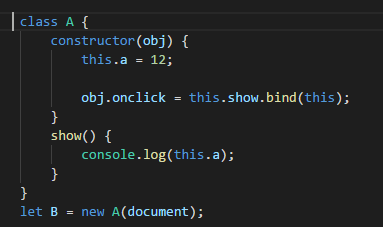 class A {
    constructor(obj) {
        this.a = 12;

        obj.onclick = this.show.bind(this);
    }
    show() {
        console.log(this.a);
    }
}
let B = new A(document);